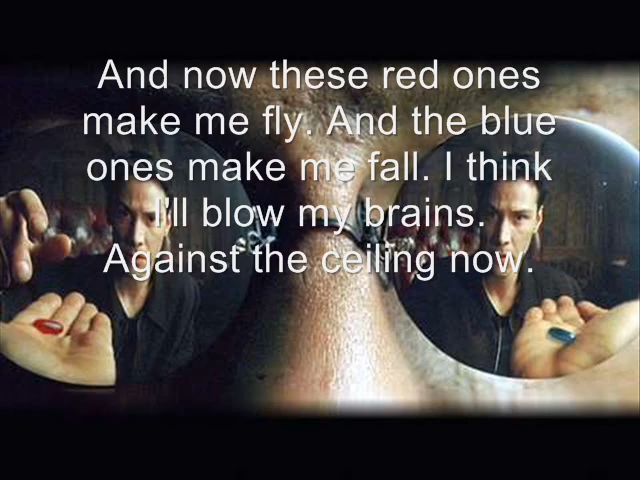 And now these red ones
make me fly. And the blue
ones make me fall. I think
I'll blow my brains.
Against the ceiling now.